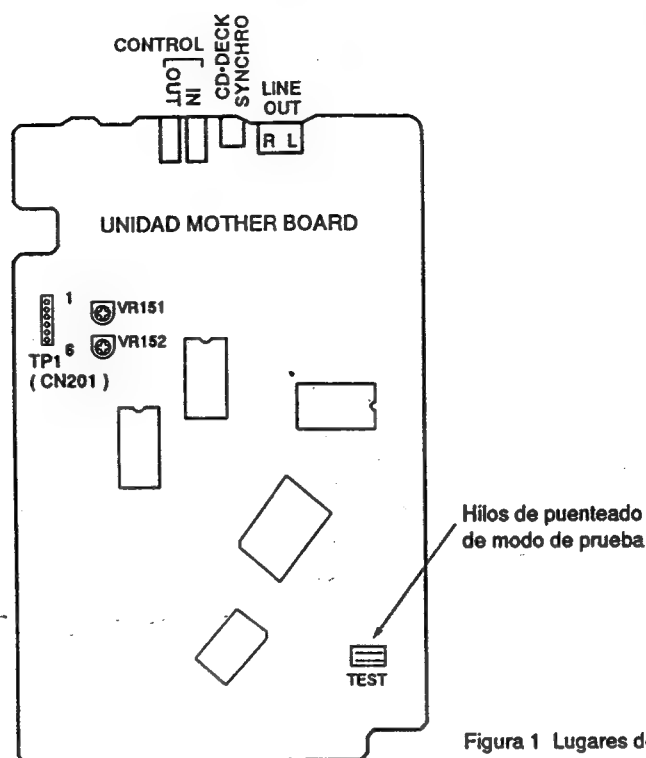 CONTROL
OUT
IN
CD•DECK
SYNCHRO
LINE
OUT
R L
UNIDAD MOTHER BOARD
1
VR151
6
VR152
TP1
( CN201 )
Hilos de puenteado
de modo de prueba
TEST
Figura 1 Lugares d